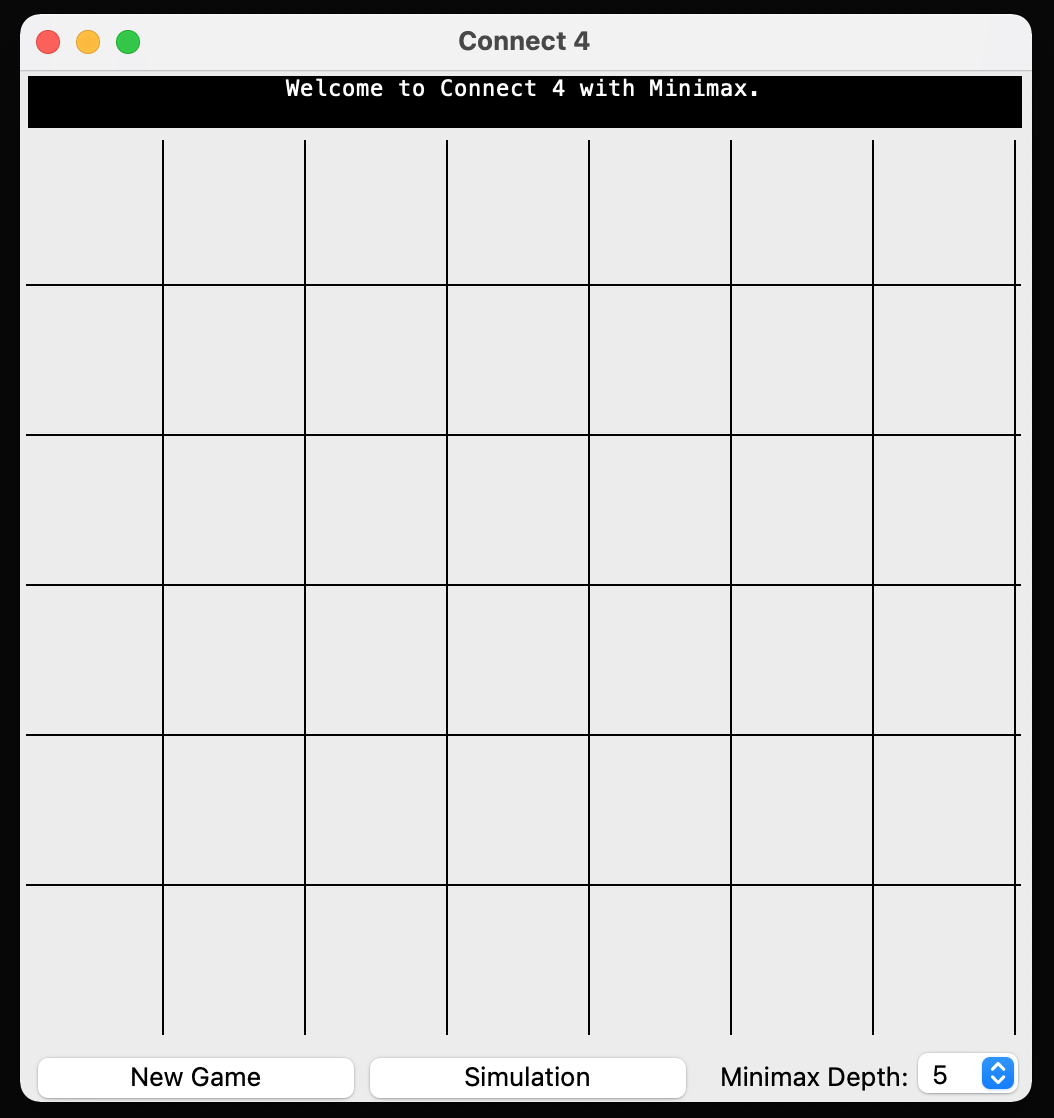 Connect 4
Welcome to Connect 4 with Minimax.
New Game
Simulation
Minimax Depth:
5